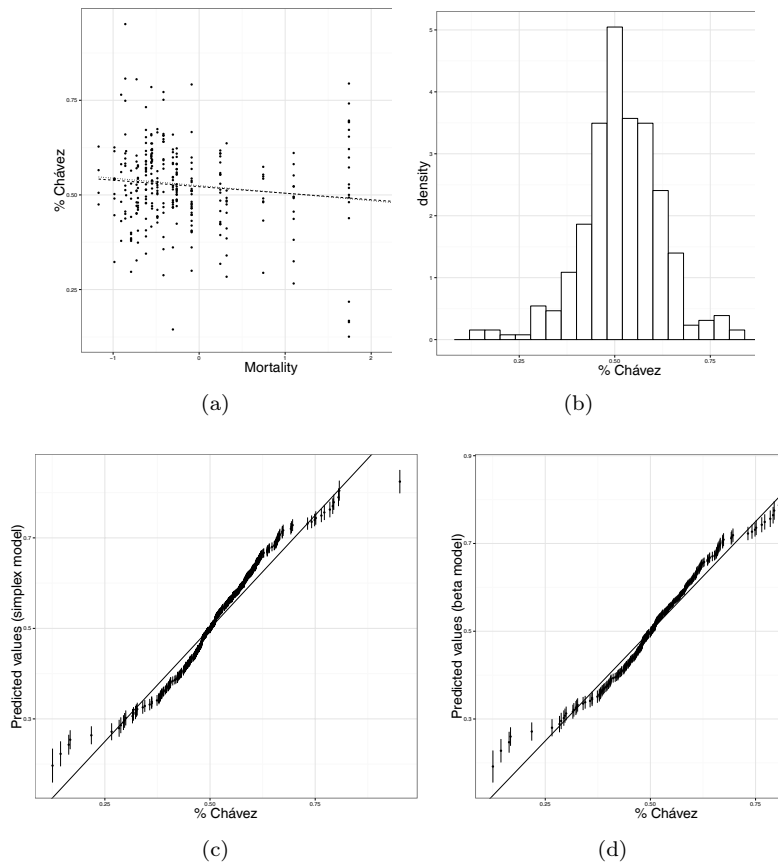 % Chávez
0.75
0.50
0.25
-1
0
1
2
Mortality
(a)
density
5
4
3
2
1
0
0.25
0.50
0.75
% Chávez
(b)
Predicted values (simplex model)
0.7
0.5
0.3
0.25
0.50
0.75
% Chávez
(c)
Predicted values (beta model)
0.9
0.7
0.5
0.3
0.25
0.50
0.75
% Chávez
(d)